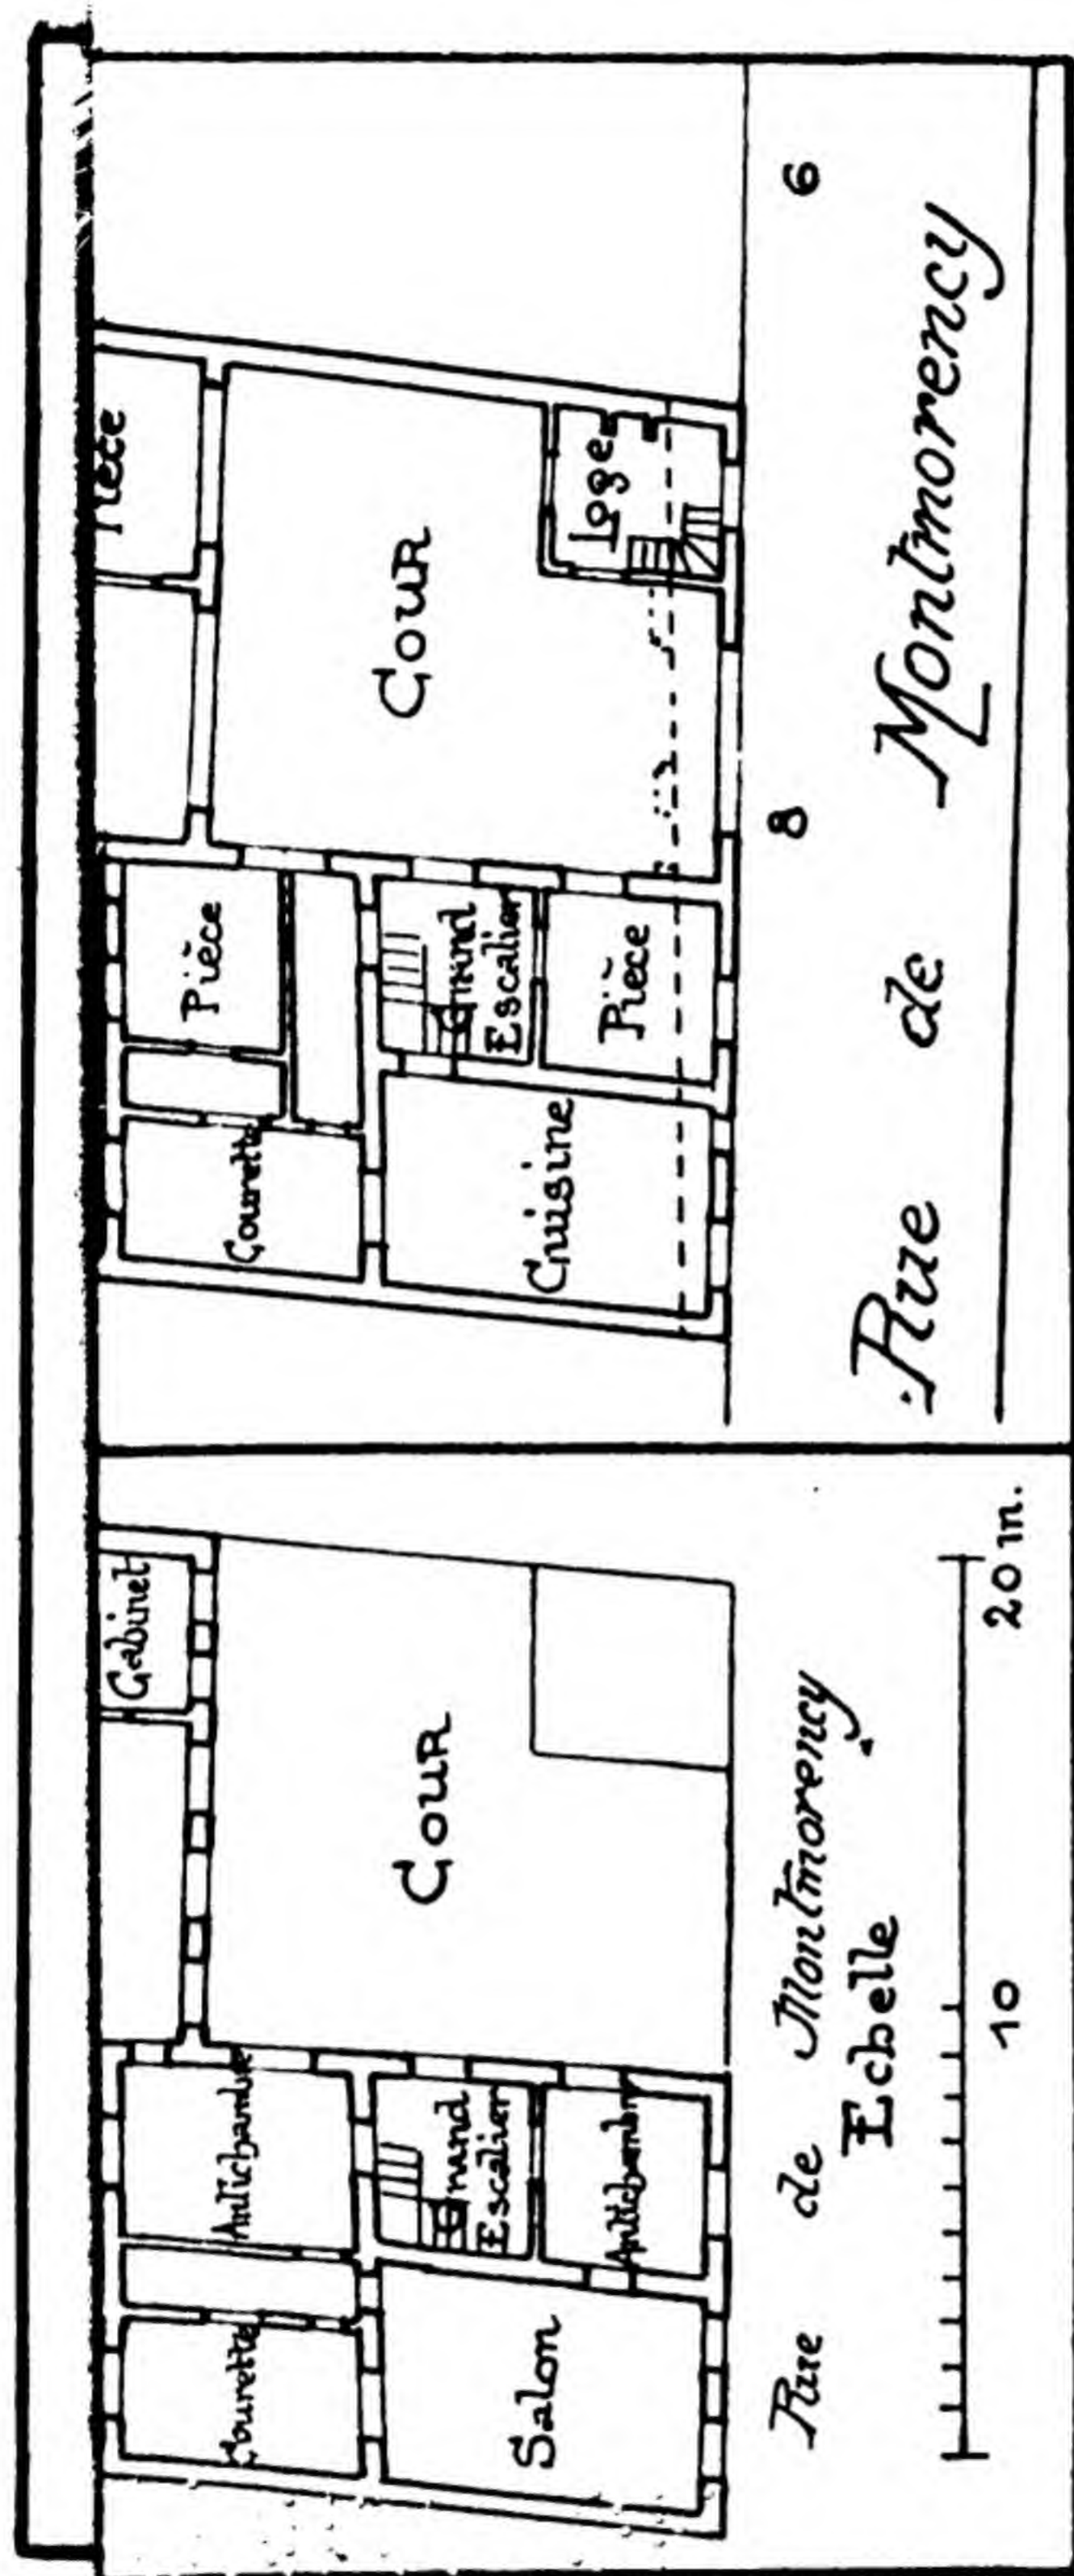 Cabinet
Antichambre
Courette
Cour
Grand
Escalier
Antichambre
Salon
Rue de Montmorency
Echelle
10
20 m.
Pièce
Pièce
Courette
Cour
Grand
Escalier
Loge
Pièce
Cuisine
8
6
Rue de Montmorency